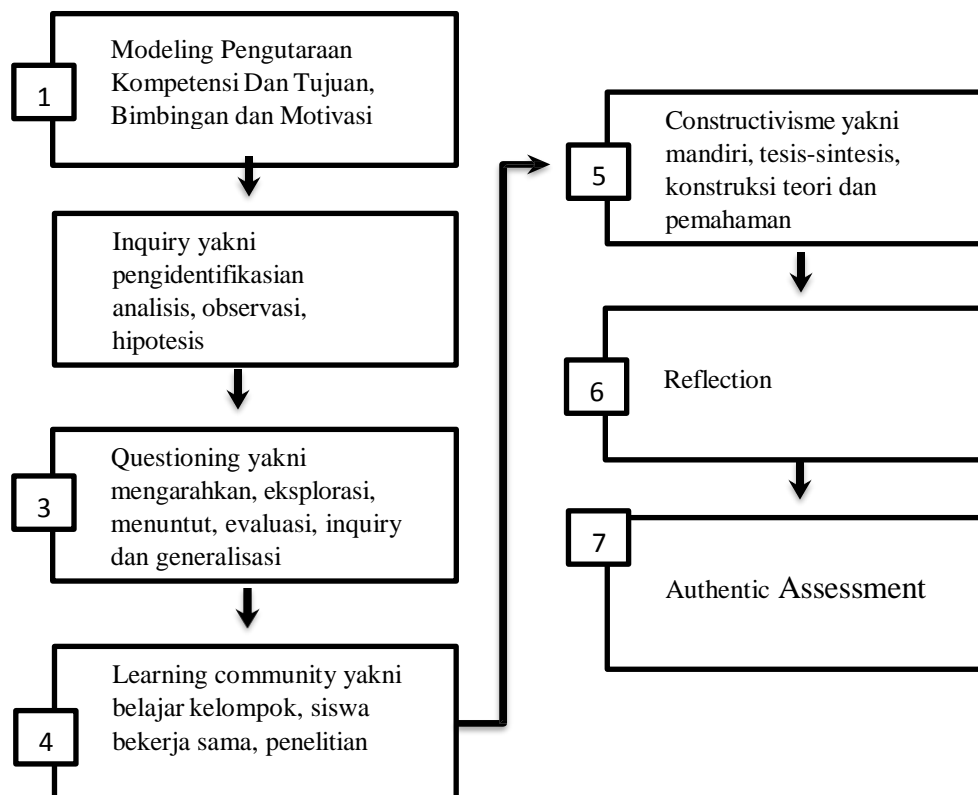 1
Modeling Pengutaraan
Kompetensi Dan Tujuan,
Bimbingan dan Motivasi
Inquiry yakni
pengidentifikasian
analisis, observasi,
hipotesis
3
Questioning yakni
mengarahkan, eksplorasi,
menuntut, evaluasi, inquiry
dan generalisasi
4
Learning community yakni
belajar kelompok, siswa
bekerja sama, penelitian
5
Constructivisme yakni
mandiri, tesis-sintesis,
konstruksi teori dan
pemahaman
6
Reflection
7
Authentic Assessment